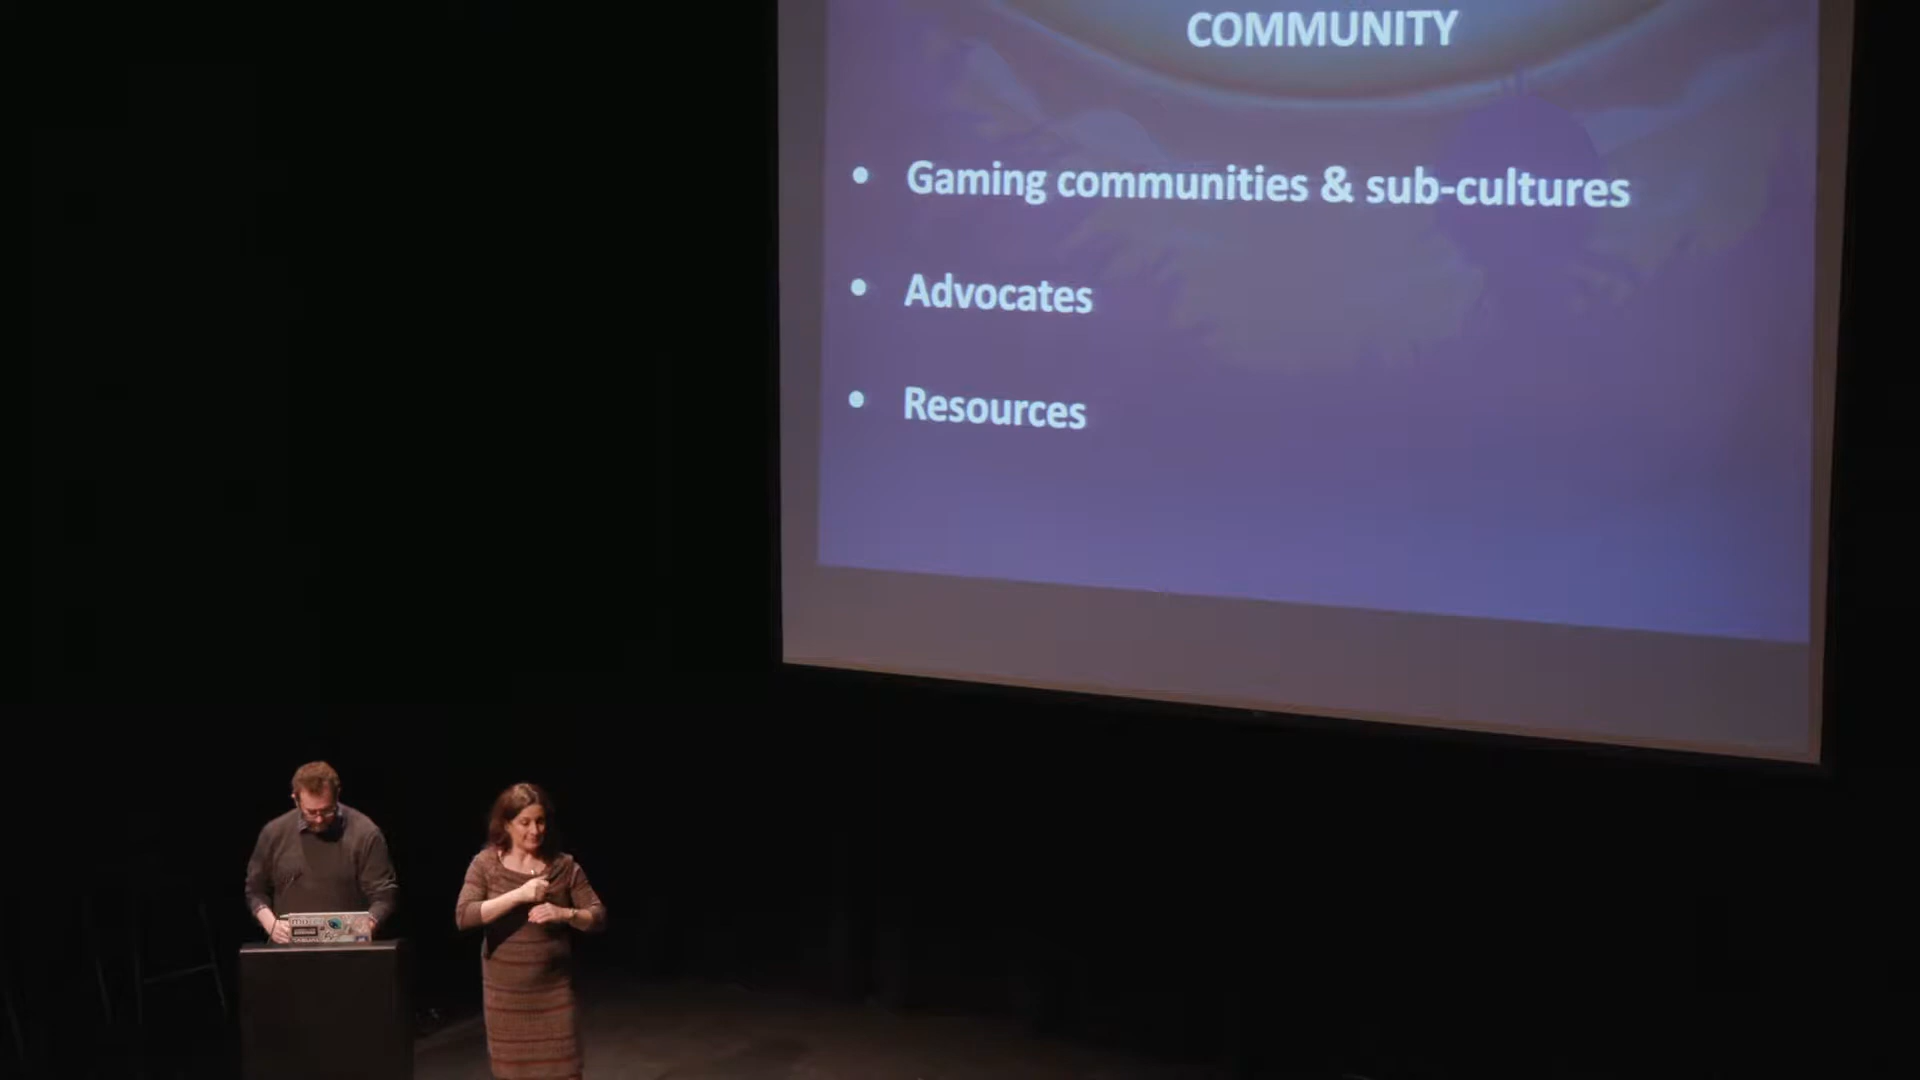 COMMUNITY
• Gaming communities & sub-cultures
• Advocates
• Resources